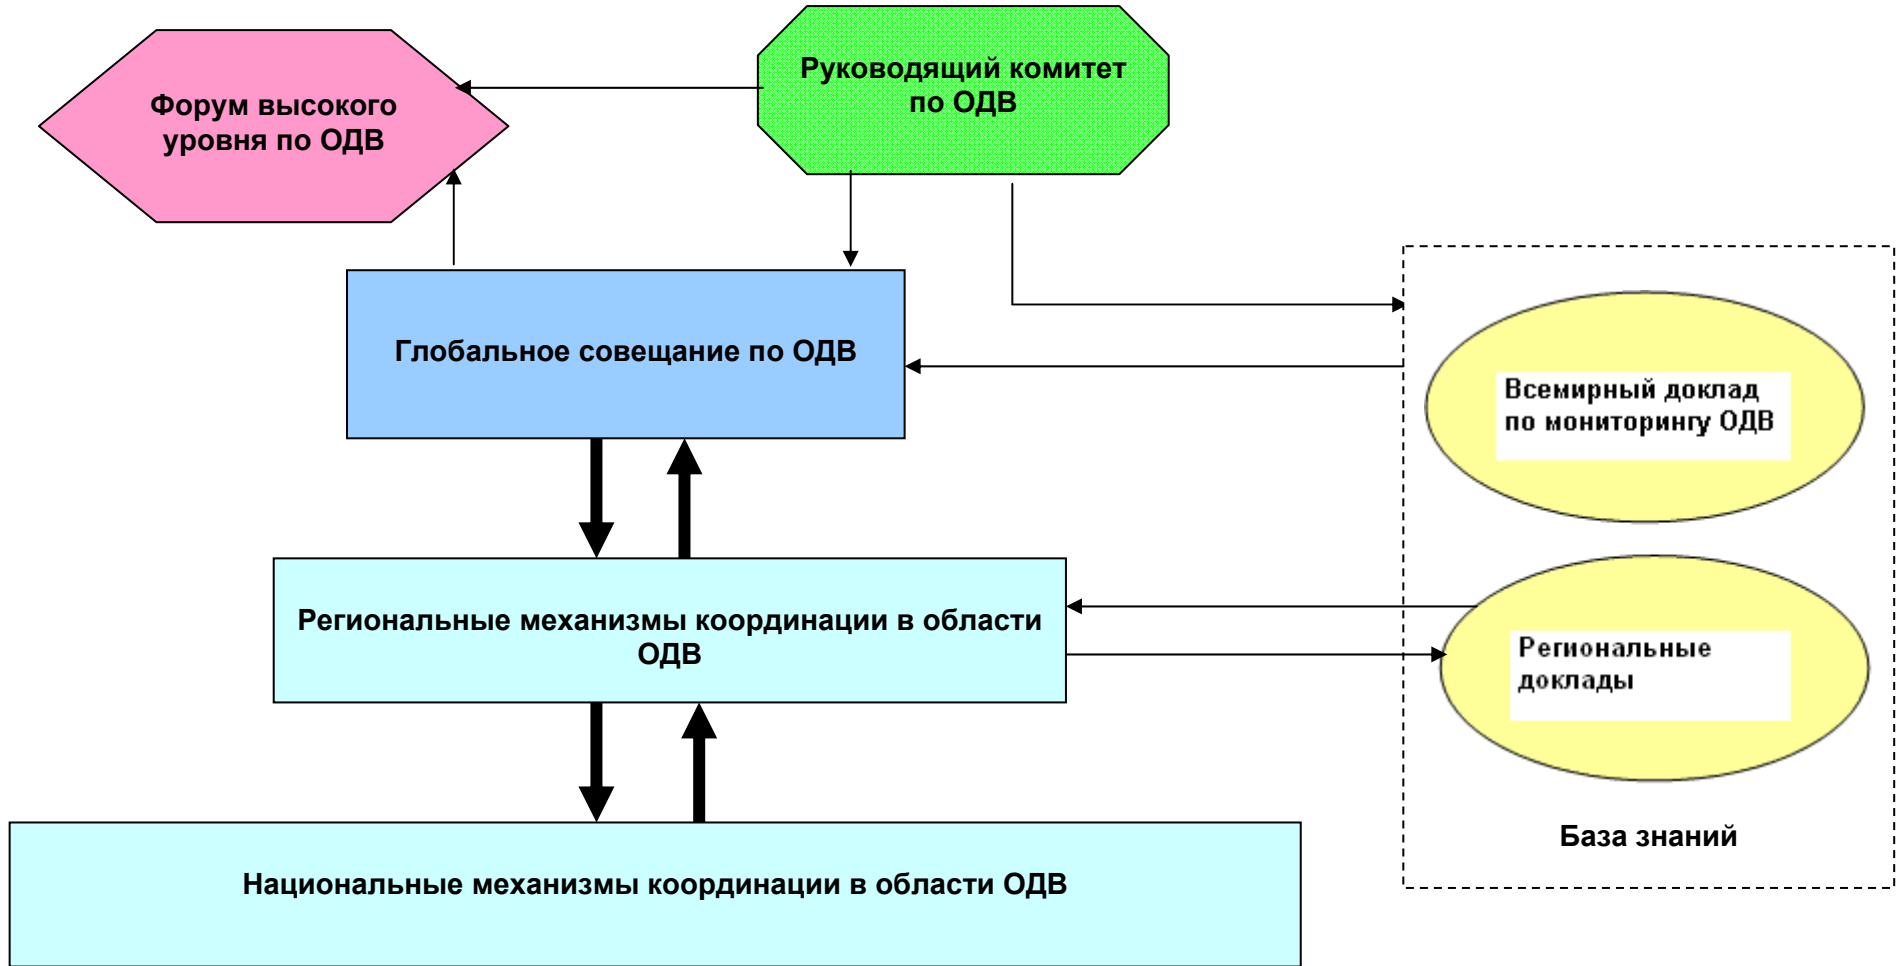 Руководящий комитет
по ОДВ
Форум высокого
уровня по ОДВ
Глобальное совещание по ОДВ
Всемирный доклад
по мониторингу ОДВ
Региональные механизмы координации в области
ОДВ
Региональные
доклады
База знаний
Национальные механизмы координации в области ОДВ